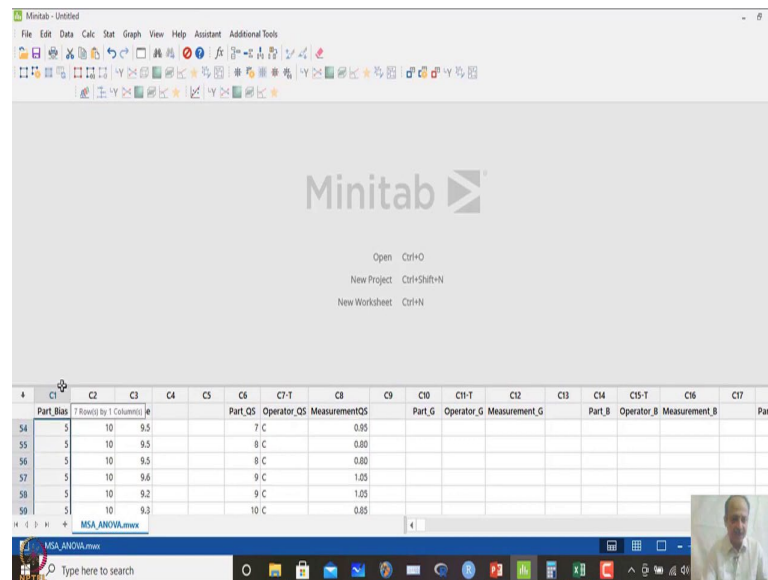 Minitab - Untitled
File Edit Data Calc Stat Graph View Help Assistant Additional Tools
Minitab
Open Ctrl+O
New Project Ctrl+Shift+N
New Worksheet Ctrl+N
C1 C2 C3 C4 C5 C6 C7-T C8 C9 C10 C11-T C12 C13 C14 C15-T C16 C17
Part_Bias 7 Row(s) by 1 Column(s) e Part_QS Operator_QS MeasurementQS Part_G Operator_G Measurement_G Part_B Operator_B Measurement_B Pa
54 5 10 9.5 7 C 0.95
55 5 10 9.5 8 C 0.80
56 5 10 9.5 8 C 0.80
57 5 10 9.6 9 C 1.05
58 5 10 9.2 9 C 1.05
59 5 10 9.3 10 C 0.85
MSA_ANOVA.mwx
MSA_ANOVA.mwx
Type here to search
NPTEL